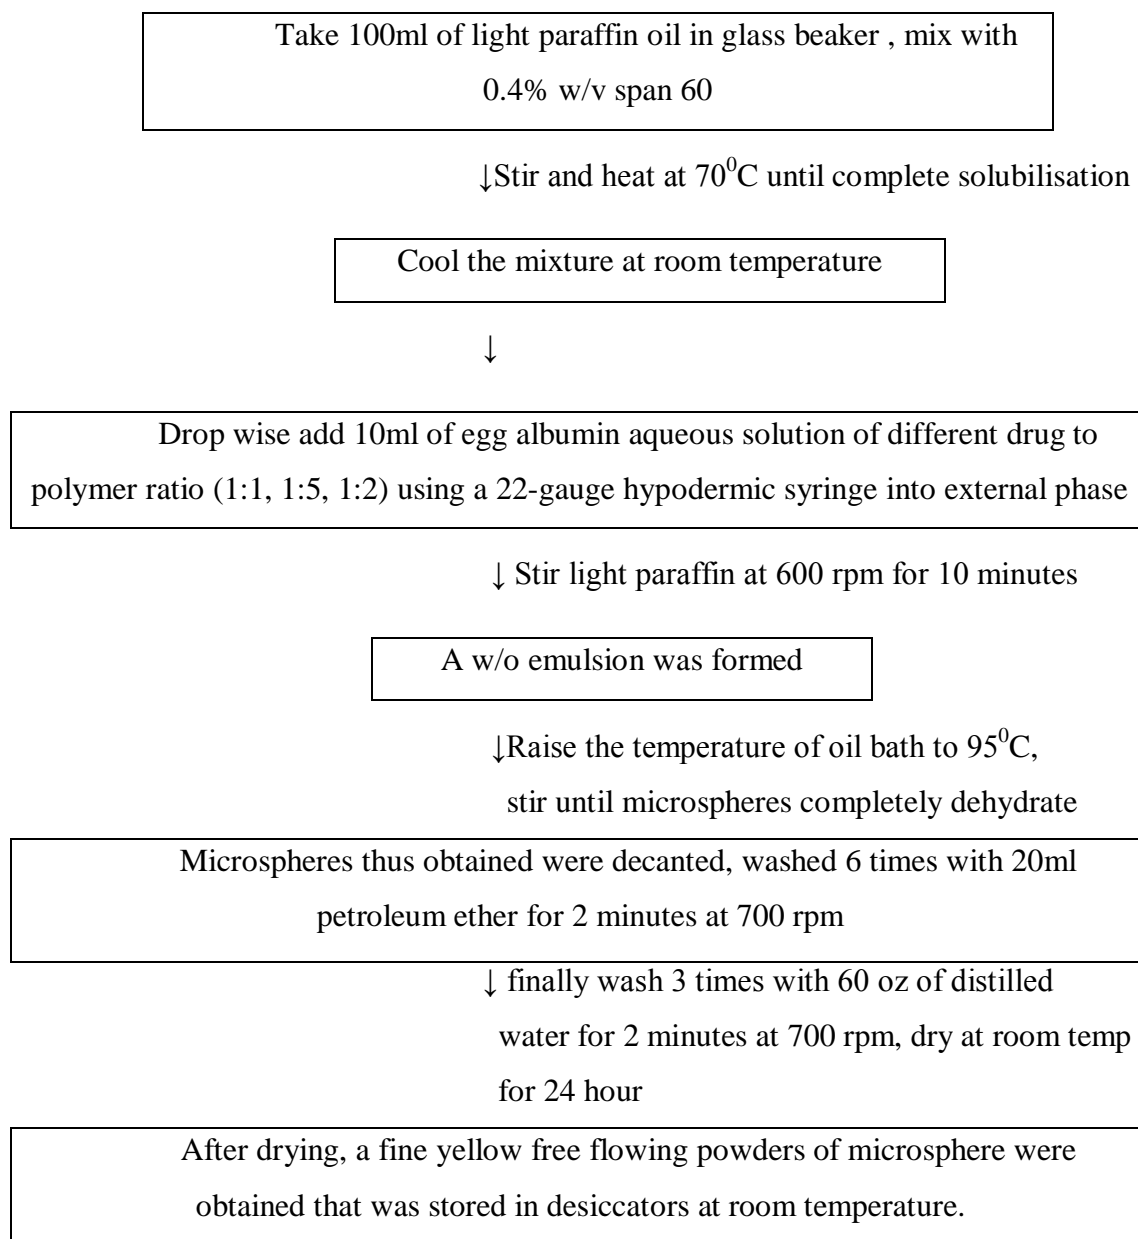 Take 100ml of light paraffin oil in glass beaker , mix with
0.4% w/v span 60
↓Stir and heat at 70⁰C until complete solubilisation
Cool the mixture at room temperature
↓
Drop wise add 10ml of egg albumin aqueous solution of different drug to
polymer ratio (1:1, 1:5, 1:2) using a 22-gauge hypodermic syringe into external phase
↓ Stir light paraffin at 600 rpm for 10 minutes
A w/o emulsion was formed
↓Raise the temperature of oil bath to 95⁰C,
stir until microspheres completely dehydrate
Microspheres thus obtained were decanted, washed 6 times with 20ml
petroleum ether for 2 minutes at 700 rpm
↓ finally wash 3 times with 60 oz of distilled
water for 2 minutes at 700 rpm, dry at room temp
for 24 hour
After drying, a fine yellow free flowing powders of microsphere were
obtained that was stored in desiccators at room temperature.